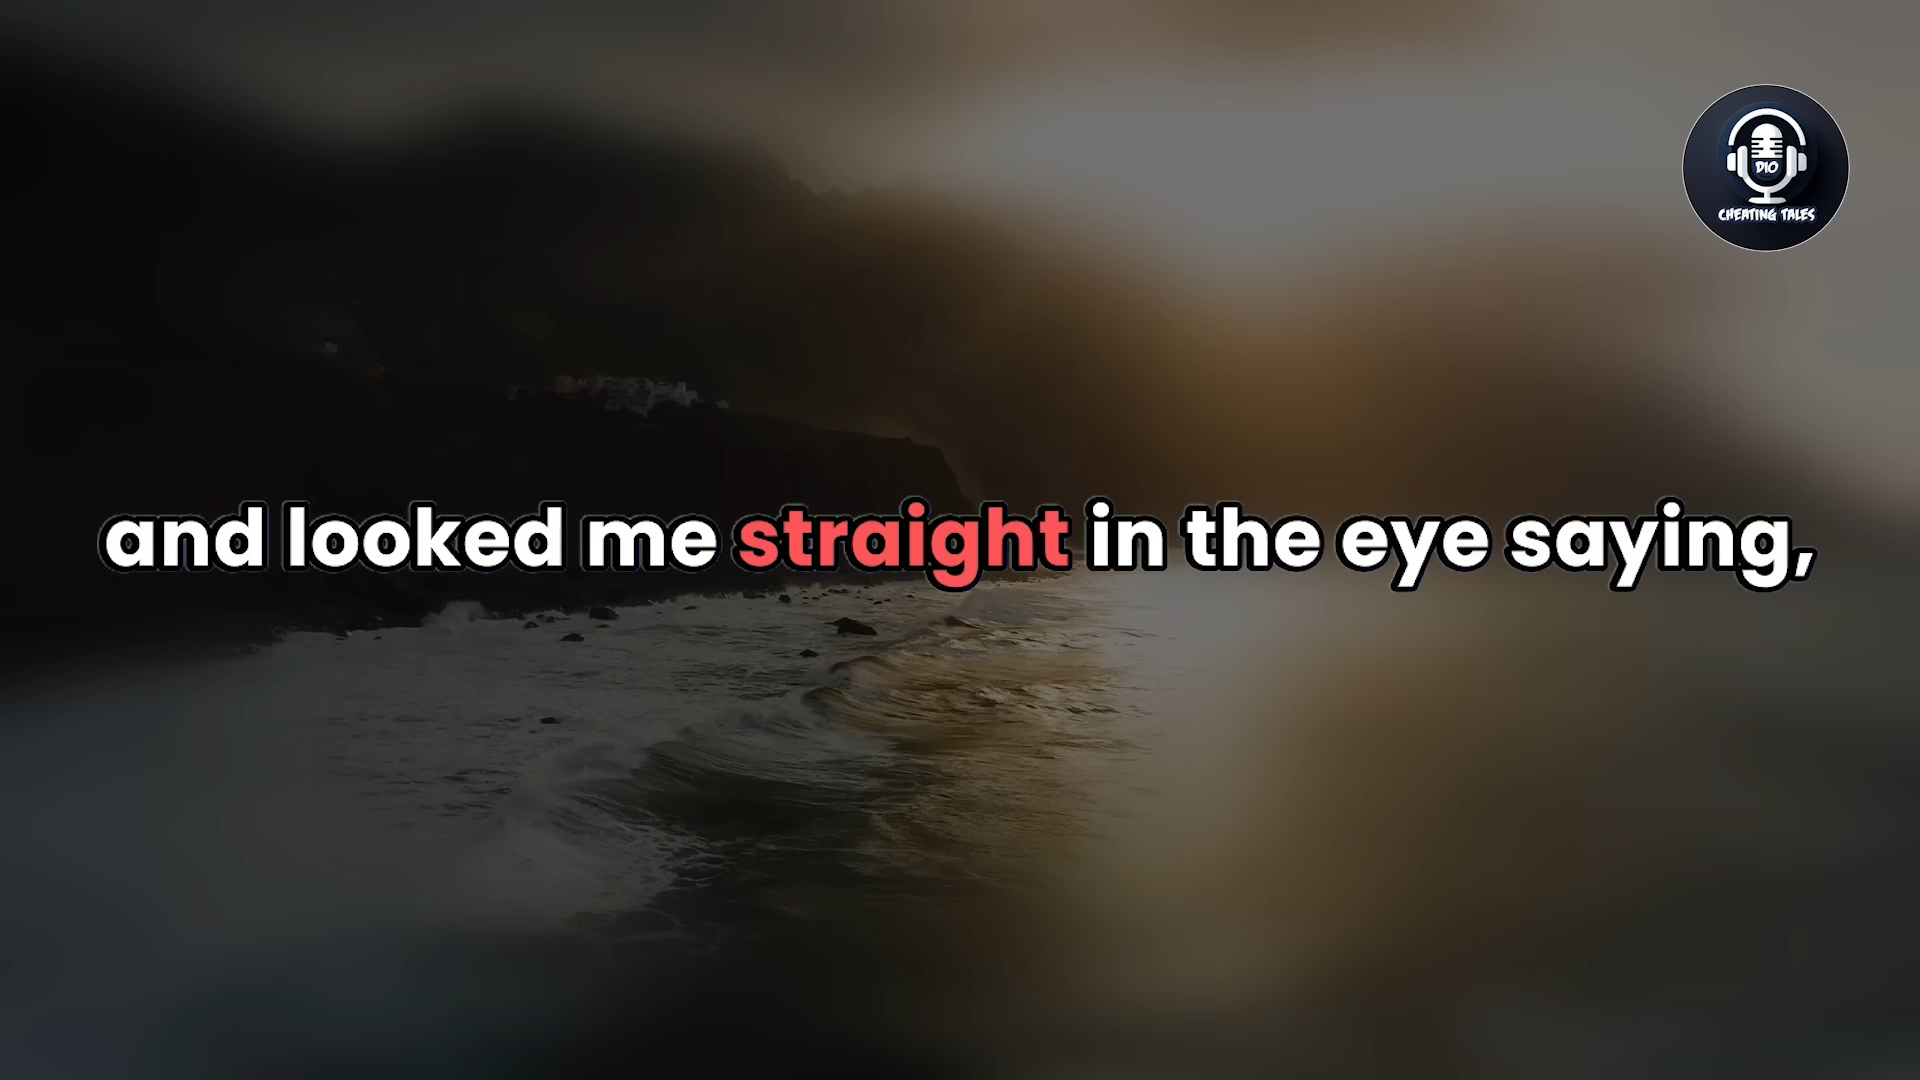 DIO
CHEATING TALES
and looked me straight in the eye saying,